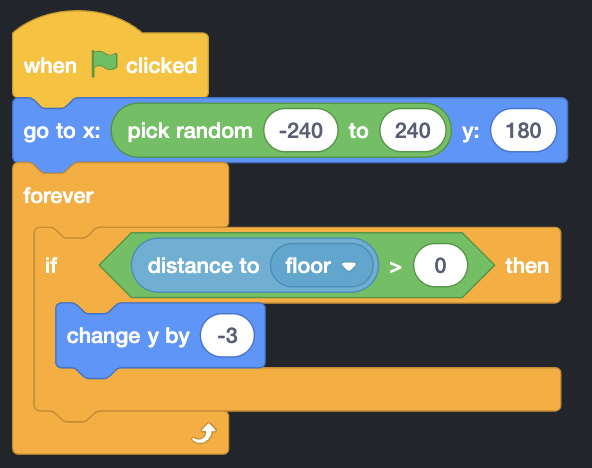 when clicked
go to x: pick random -240 to 240 y: 180
forever
if distance to floor > 0 then
change y by -3